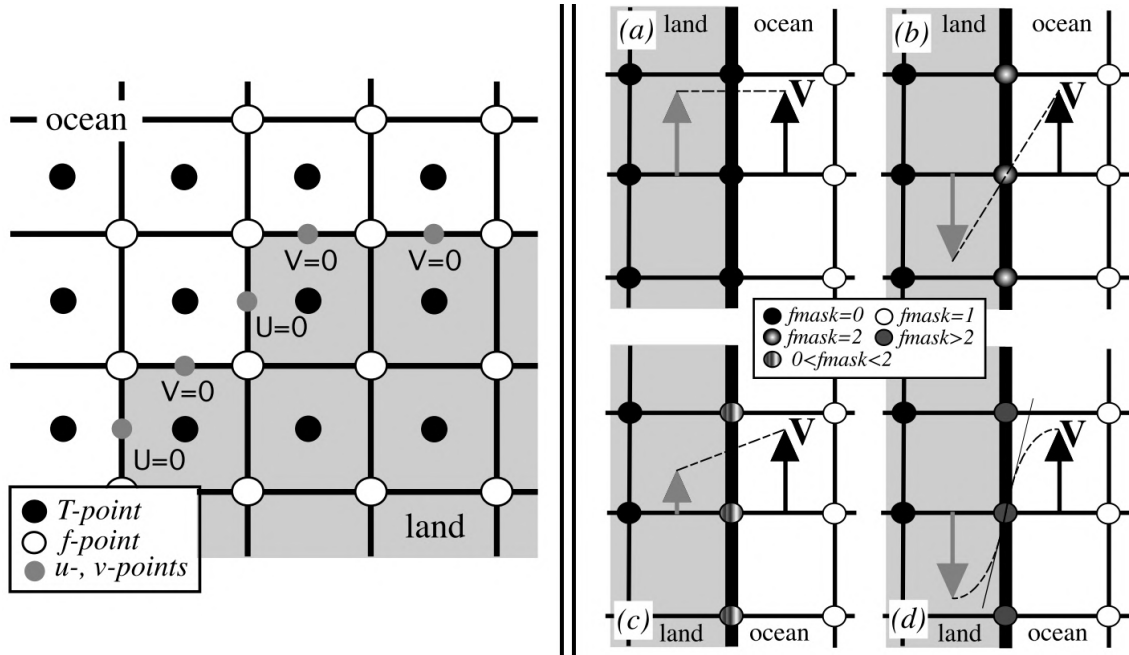 ocean
V=0 V=0
U=0
V=0
U=0
T-point
f-point
u-, v-points
land
(a) land ocean
V
(b) land ocean
V
fmask=0 fmask=1
fmask=2 fmask>2
0<fmask<2
V
(c) land ocean
V
land (d) ocean